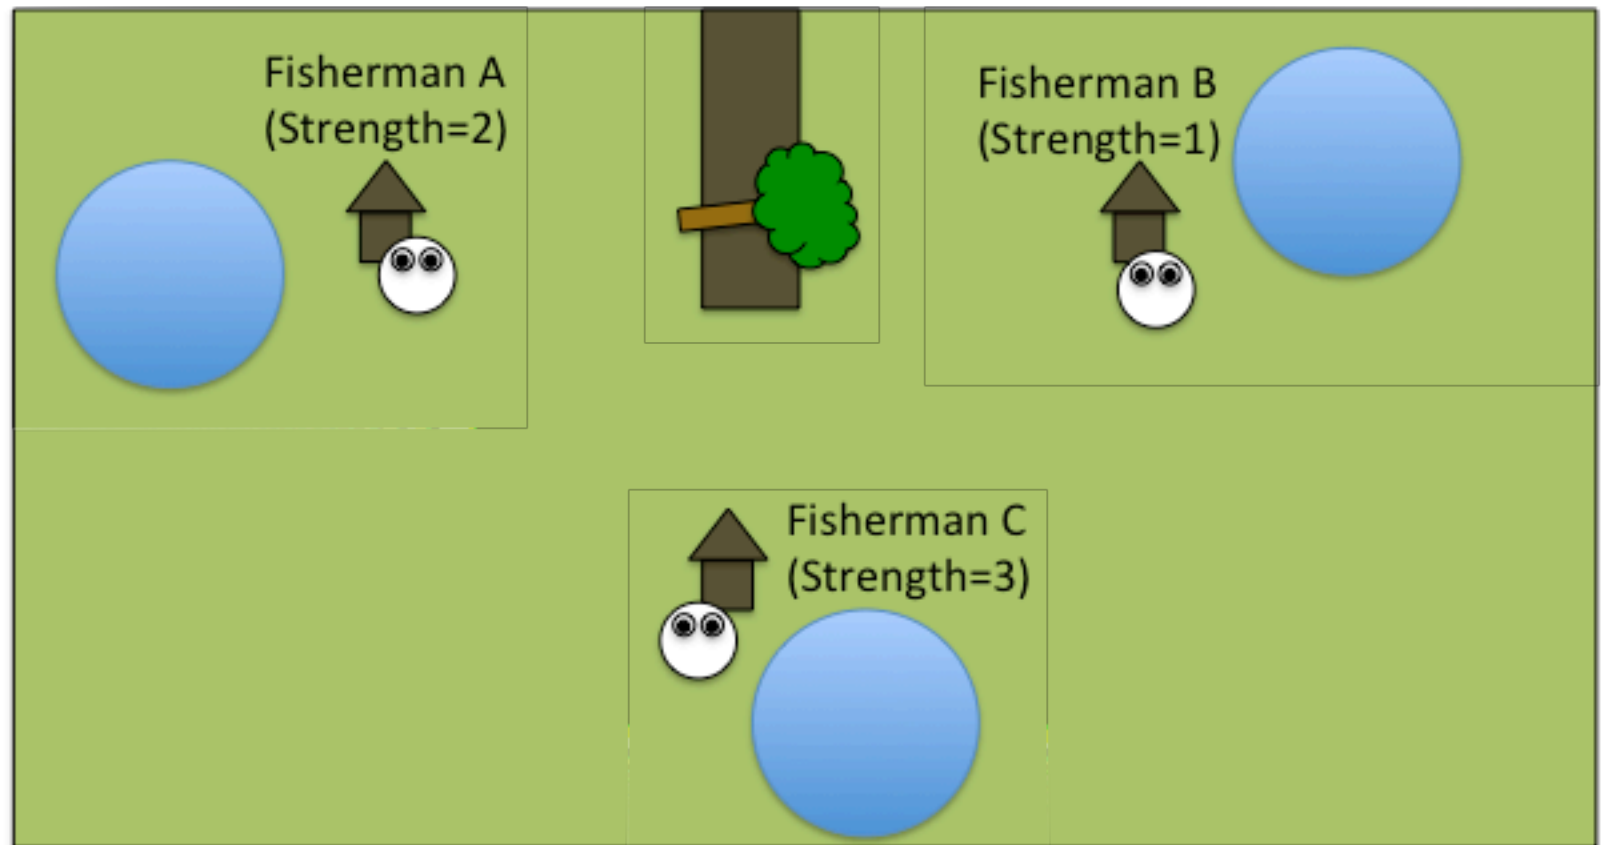 Fisherman A
(Strength=2)
Fisherman B
(Strength=1)
Fisherman C
(Strength=3)